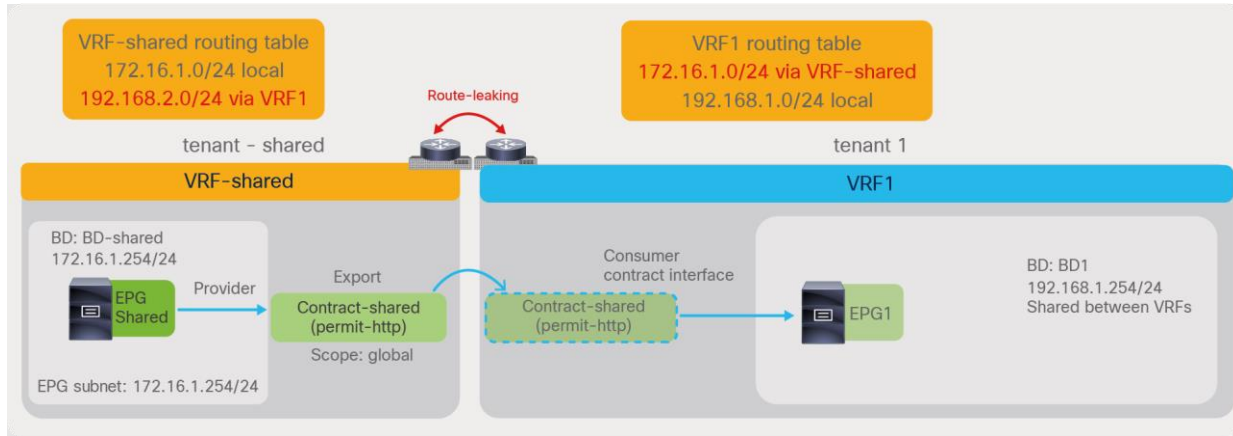 VRF-shared routing table
172.16.1.0/24 local
192.168.2.0/24 via VRF1
VRF1 routing table
172.16.1.0/24 via VRF-shared
192.168.1.0/24 local
Route-leaking
tenant - shared
tenant 1
VRF-shared
VRF1
BD: BD-shared
172.16.1.254/24
EPG
Shared
Provider
Export
Contract-shared
(permit-http)
Scope: global
EPG subnet: 172.16.1.254/24
Consumer
contract interface
Contract-shared
(permit-http)
EPG1
BD: BD1
192.168.1.254/24
Shared between VRFs